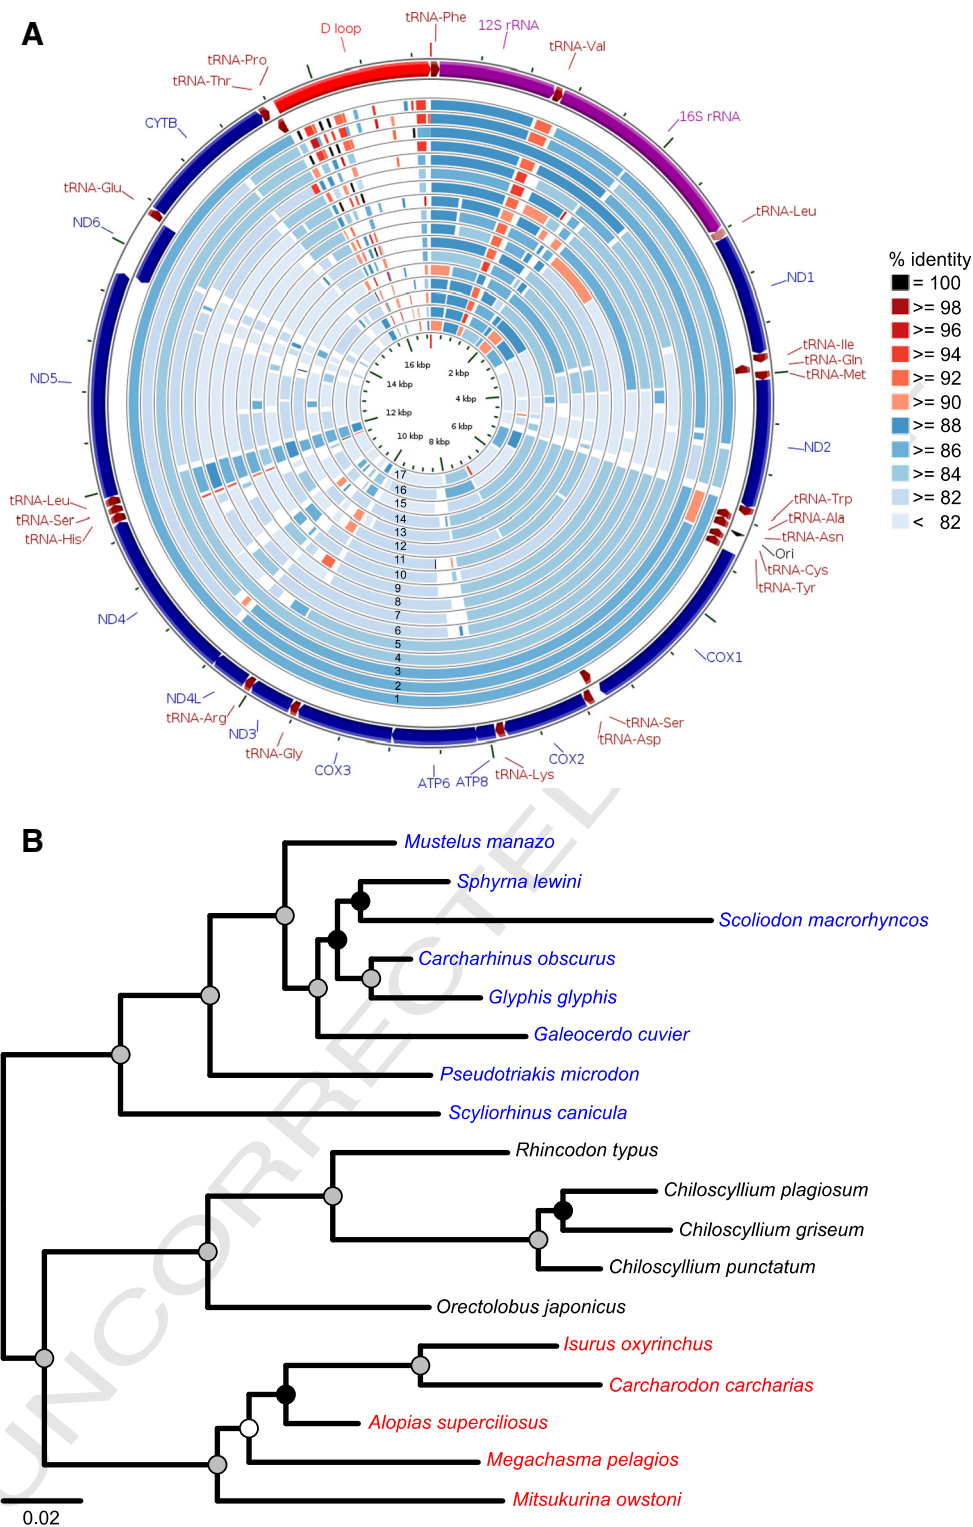 A
tRNA-Phe
D loop
12S rRNA
tRNA-Val
tRNA-Pro
tRNA-Thr
CYTB
16S rRNA
tRNA-Glu
ND6
tRNA-Leu
ND1
% identity
= 100
>= 98
>= 96
>= 94
>= 92
>= 90
>= 88
>= 86
>= 84
>= 82
< 82
tRNA-Ile
tRNA-Gln
tRNA-Met
ND5
16 kbp
2 kbp
14 kbp
4 kbp
12 kbp
6 kbp
10 kbp
8 kbp
ND2
17
16
15
14
13
12
11
10
9
8
7
6
5
4
3
2
1
tRNA-Leu
tRNA-Ser
tRNA-His
tRNA-Trp
tRNA-Ala
tRNA-Asn
Ori
tRNA-Cys
tRNA-Tyr
ND4
COX1
ND4L
tRNA-Arg
ND3
tRNA-Gly
COX3
ATP6
ATP8
tRNA-Lys
COX2
tRNA-Ser
tRNA-Asp
B
Mustelus manazo
Sphyrna lewini
Scoliodon macrorhyncos
Carcharhinus obscurus
Glyphis glyphis
Galeocerdo cuvier
Pseudotriakis microdon
Scyliorhinus canicula
Rhincodon typus
Chiloscyllium plagiosum
Chiloscyllium griseum
Chiloscyllium punctatum
Orectolobus japonicus
Isurus oxyrinchus
Carcharodon carcharias
Alopias superciliosus
Megachasma pelagios
Mitsukurina owstoni
0.02
UNCORRECTE